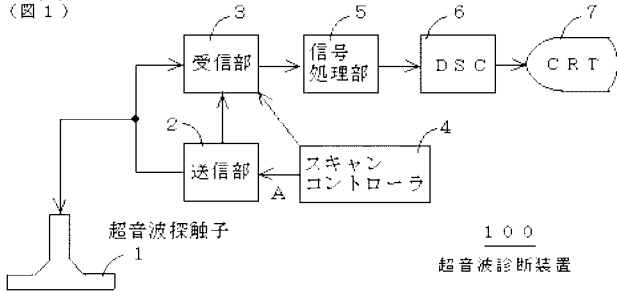 (図1)
3
受信部
5
信号
処理部
6
DSC
7
CRT
2
送信部
A
4
スキャン
コントローラ
超音波探触子
1
100
超音波診断装置